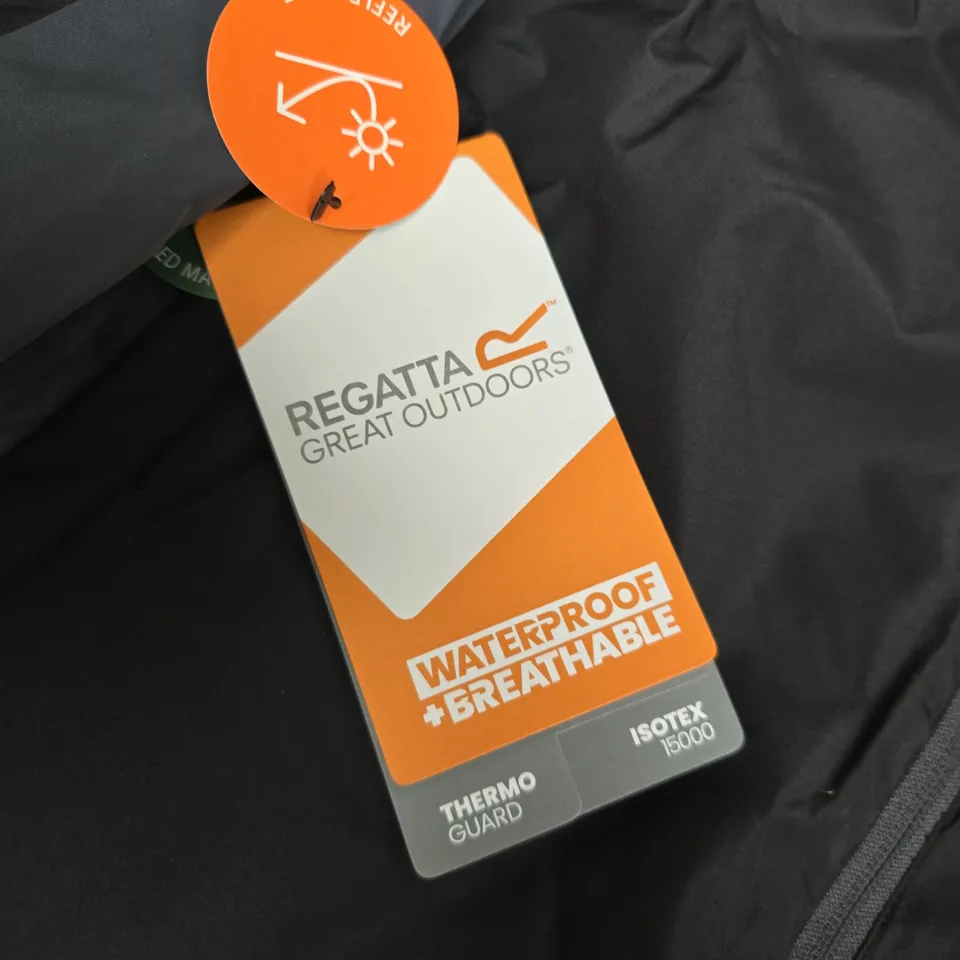 REGATTA
GREAT OUTDOORS®
WATERPROOF
+BREATHABLE
THERMO
GUARD
ISOTEX
15000